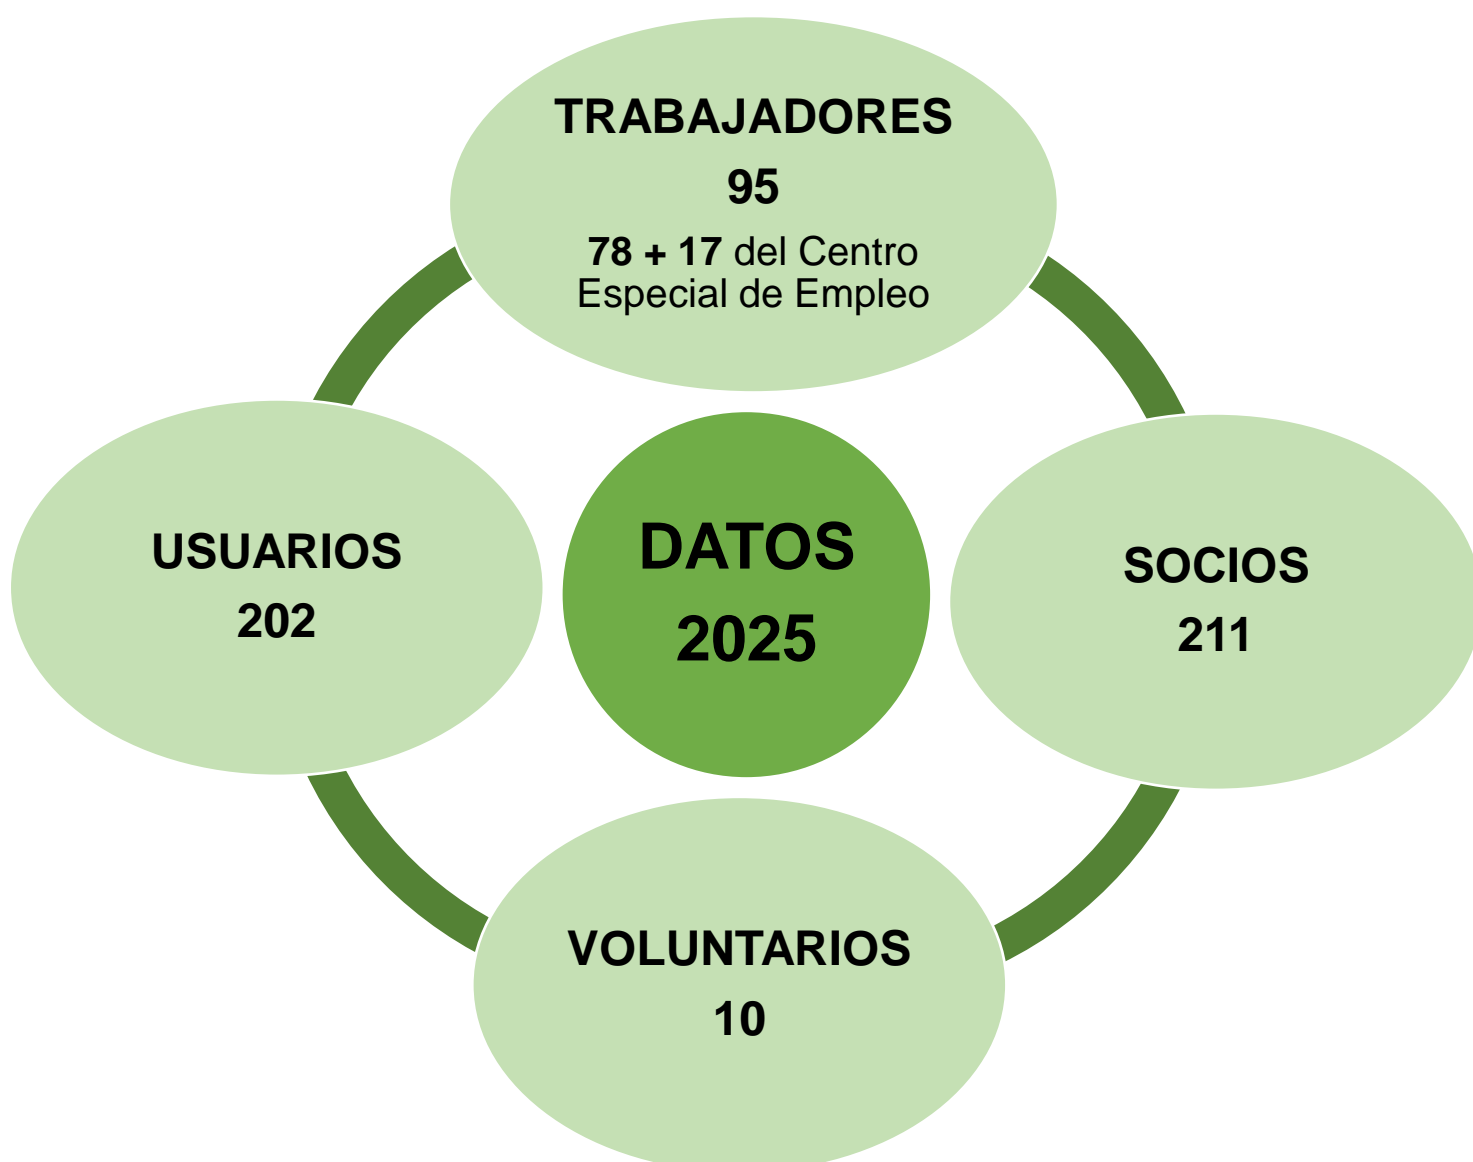 TRABAJADORES
95
78 + 17 del Centro
Especial de Empleo
USUARIOS
202
DATOS
2025
SOCIOS
211
VOLUNTARIOS
10